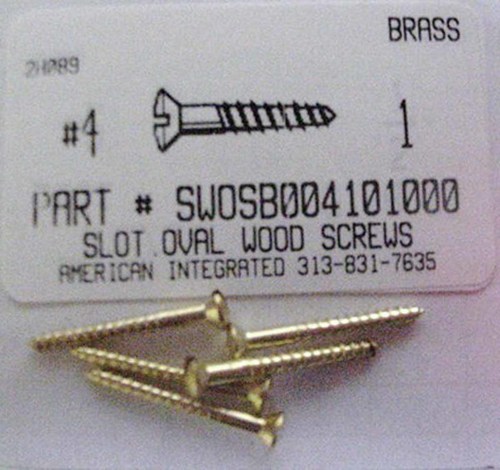 BRASS
2H089
#4 1
PART # SWOSB004101000
SLOT OVAL WOOD SCREWS
AMERICAN INTEGRATED 313-831-7635